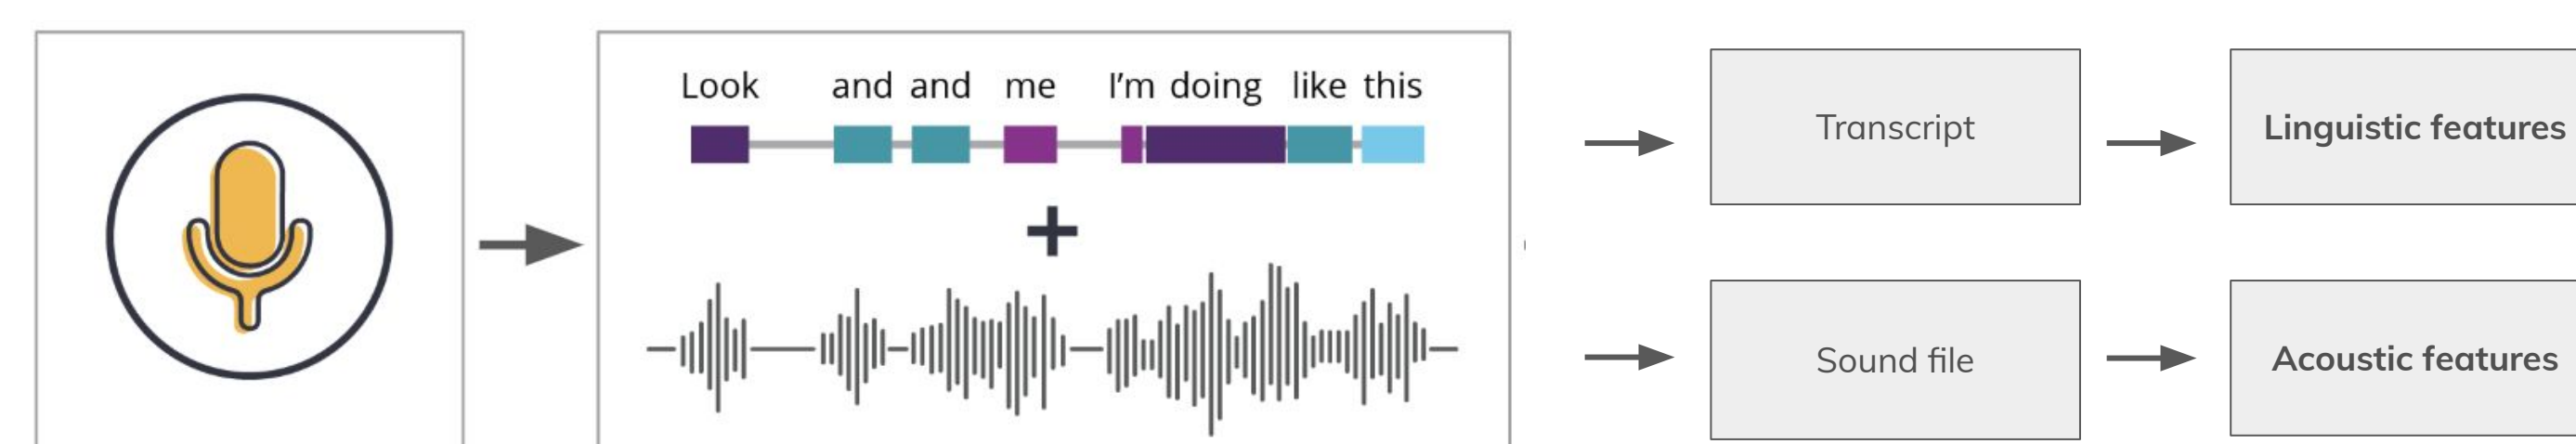 Look and and me I'm doing like this
Transcript
Linguistic features
Sound file
Acoustic features